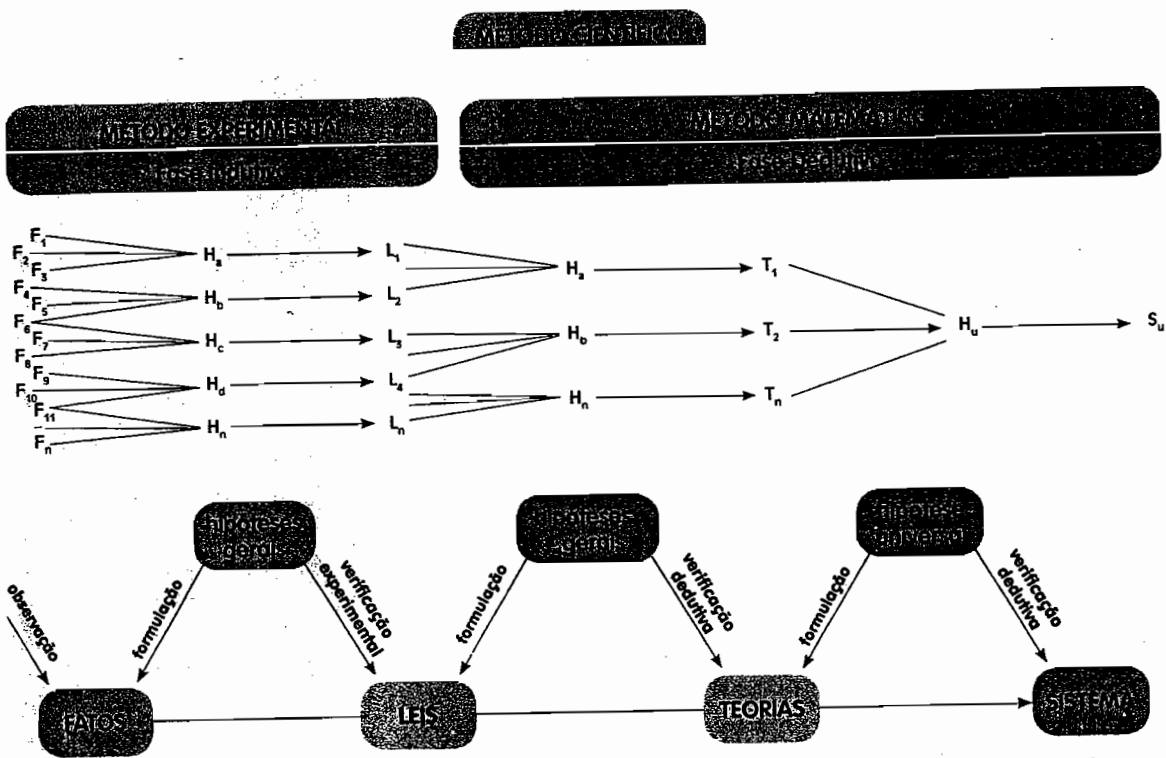 MÉTODO CIENTÍFICO
MÉTODO EXPERIMENTAL
MÉTODO MATEMÁTICO
Fase Indutiva
Fase Dedutiva
F1
F2
F3
F4
F5
F6
F7
F8
F9
F10
F11
Fn
Ha
Hb
Hc
Hd
Hn
L1
L2
L3
L4
Ln
Ha
Hb
Hn
T1
T2
Tn
Hu
Su
hipóteses
gerais
hipóteses
gerais
hipótese
universal
observação
formulação
verificação
experimental
formulação
verificação
dedutiva
formulação
verificação
dedutiva
FATOS
LEIS
TEORIAS
SISTEMA